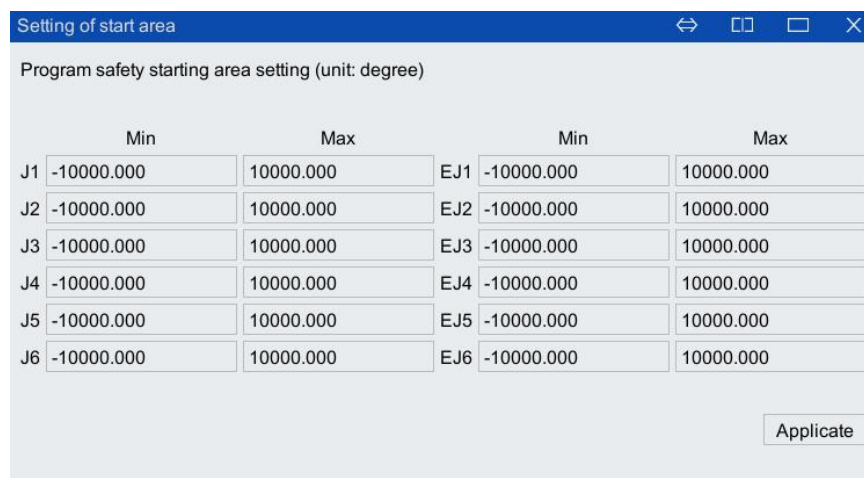 Setting of start area
Program safety starting area setting (unit: degree)
Min Max Min Max
J1 -10000.000 10000.000 EJ1 -10000.000 10000.000
J2 -10000.000 10000.000 EJ2 -10000.000 10000.000
J3 -10000.000 10000.000 EJ3 -10000.000 10000.000
J4 -10000.000 10000.000 EJ4 -10000.000 10000.000
J5 -10000.000 10000.000 EJ5 -10000.000 10000.000
J6 -10000.000 10000.000 EJ6 -10000.000 10000.000
Applicate